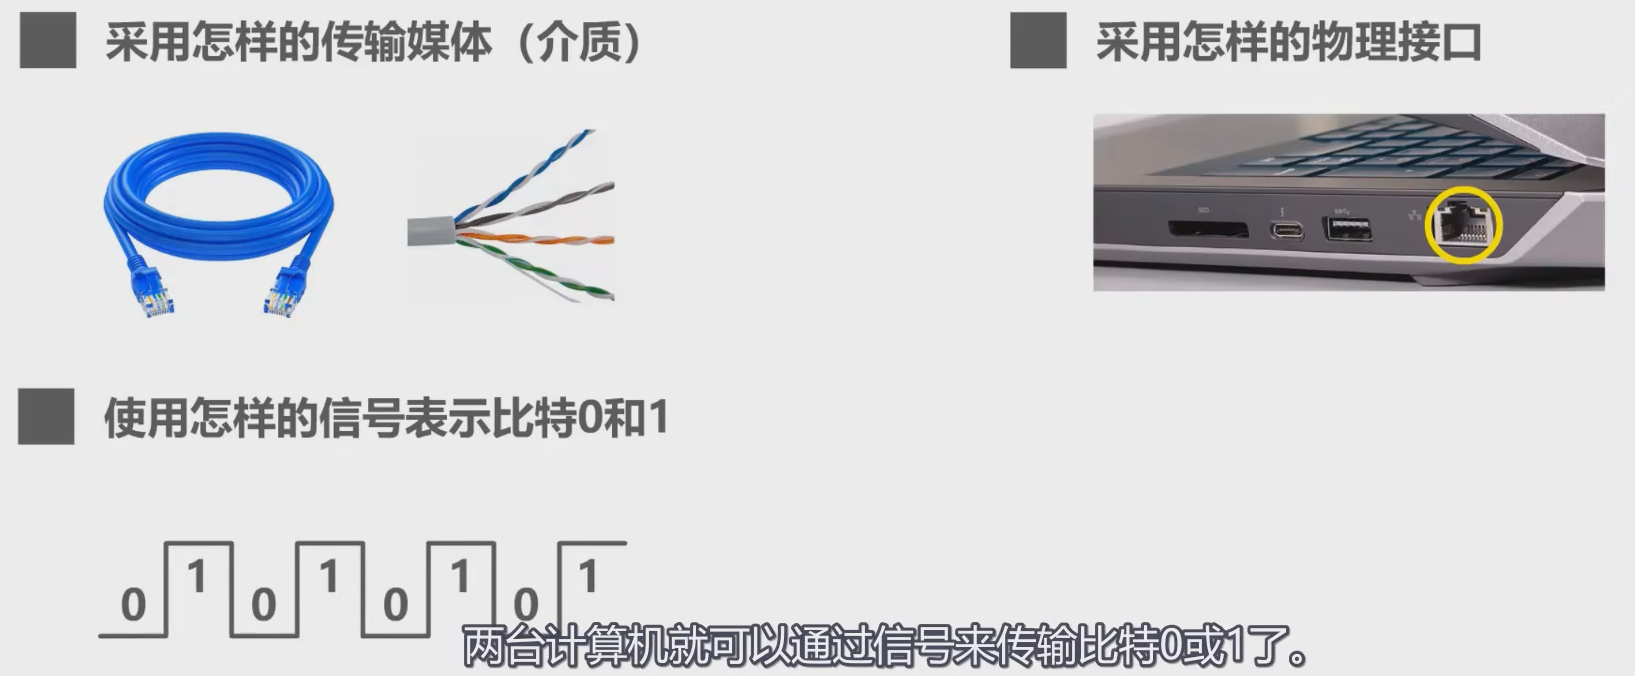 采用怎样的传输媒体（介质）
采用怎样的物理接口
使用怎样的信号表示比特0和1
0 1 0 1 0 1 0 1
两台计算机就可以通过信号来传输比特0或1了。